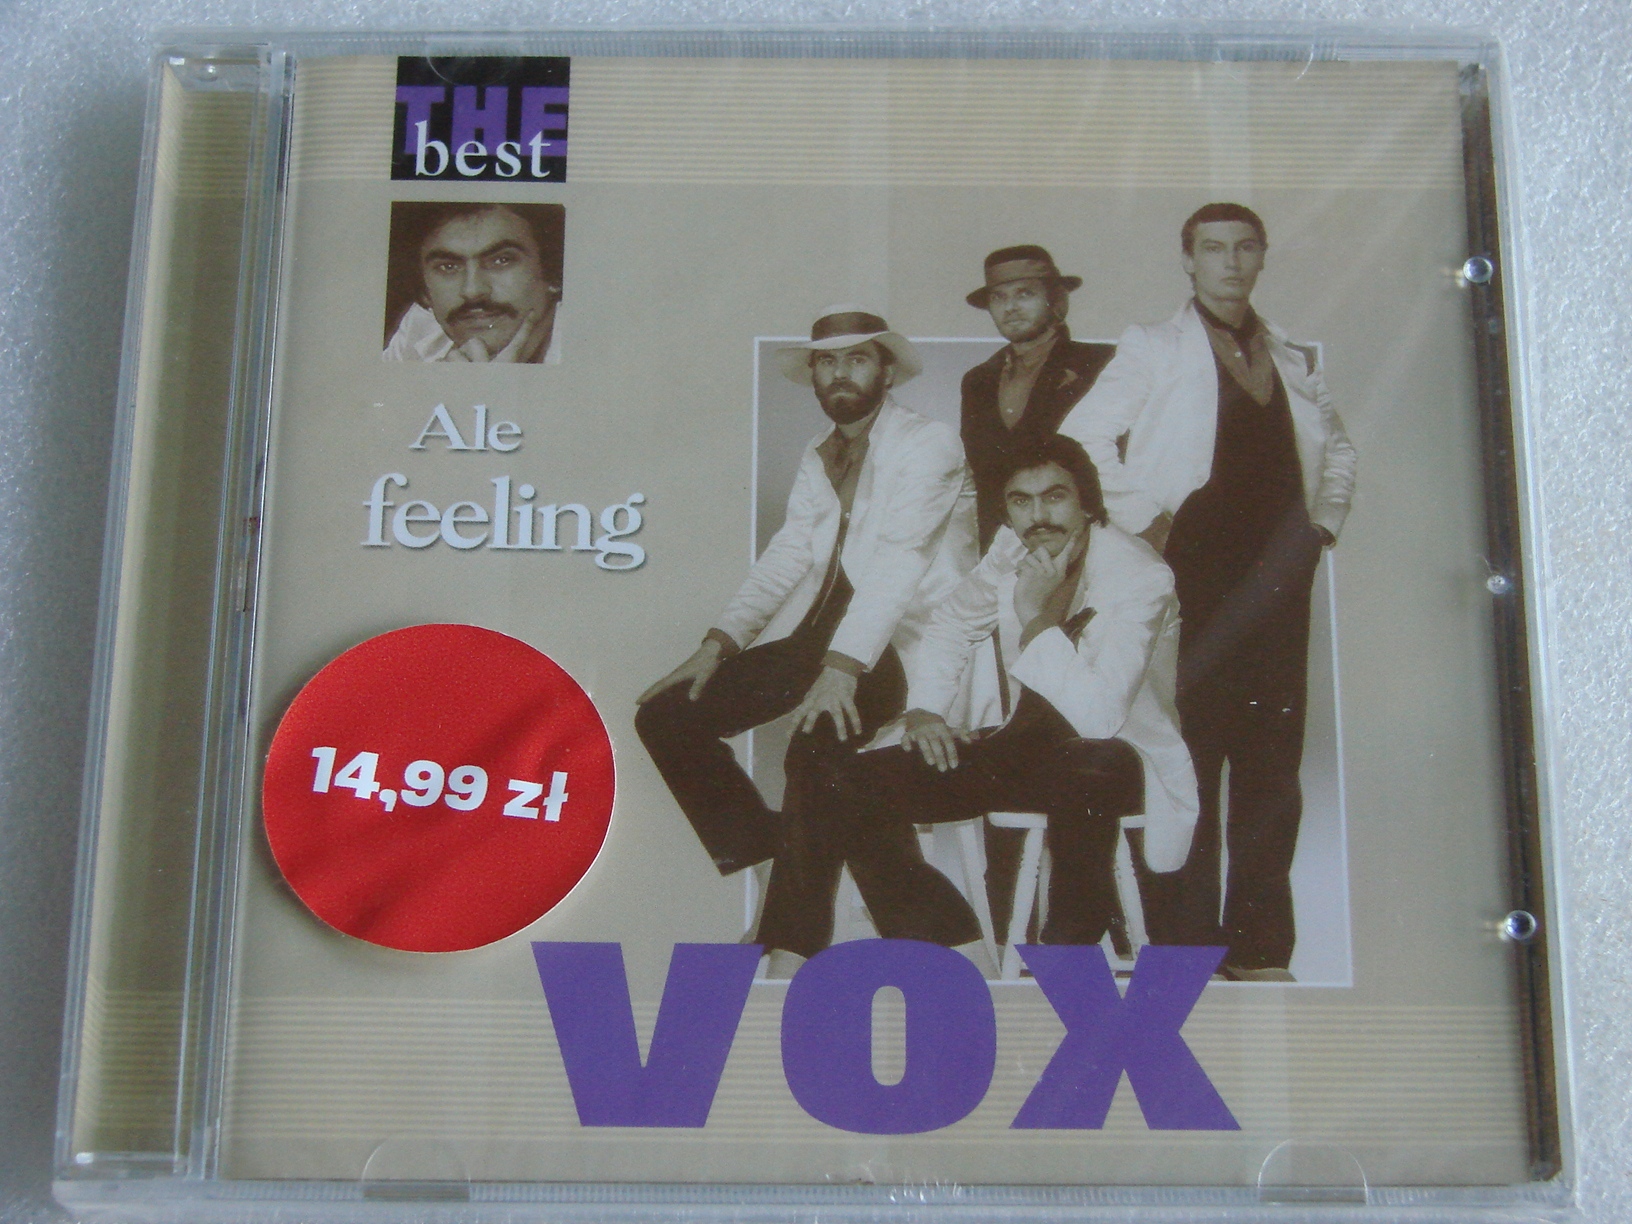 THE
best
Ale
feeling
14,99 zł
VOX